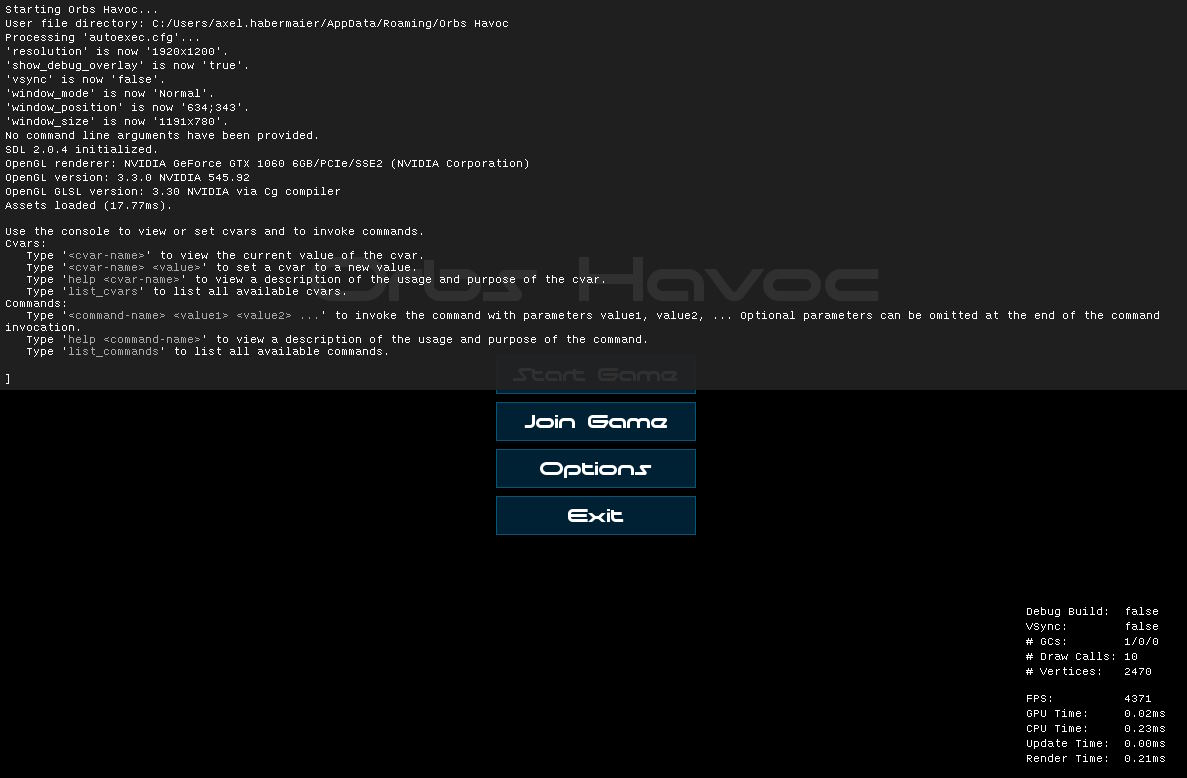 Starting Orbs Havoc...
User file directory: C:/Users/axel.habermaier/AppData/Roaming/Orbs Havoc
Processing 'autoexec.cfg'...
'resolution' is now '1920x1200'.
'show_debug_overlay' is now 'true'.
'vsync' is now 'false'.
'window_mode' is now 'Normal'.
'window_position' is now '634;343'.
'window_size' is now '1191x780'.
No command line arguments have been provided.
SDL 2.0.4 initialized.
OpenGL renderer: NVIDIA GeForce GTX 1060 6GB/PCIe/SSE2 (NVIDIA Corporation)
OpenGL version: 3.3.0 NVIDIA 545.92
OpenGL GLSL version: 3.30 NVIDIA via Cg compiler
Assets loaded (17.77ms).

Use the console to view or set cvars and to invoke commands.
Cvars:
   Type '<cvar-name>' to view the current value of the cvar.
   Type '<cvar-name> <value>' to set a cvar to a new value.
   Type 'help <cvar-name>' to view a description of the usage and purpose of the cvar.
   Type 'list_cvars' to list all available cvars.
Commands:
   Type '<command-name> <value1> <value2> ...' to invoke the command with parameters value1, value2, ... Optional parameters can be omitted at the end of the command
invocation.
   Type 'help <command-name>' to view a description of the usage and purpose of the command.
   Type 'list_commands' to list all available commands.

]
Orbs Havoc
Start Game
Join Game
Options
Exit
Debug Build: false
VSync: false
# GCs: 1/0/0
# Draw Calls: 10
# Vertices: 2470

FPS: 4371
GPU Time: 0.02ms
CPU Time: 0.23ms
Update Time: 0.00ms
Render Time: 0.21ms